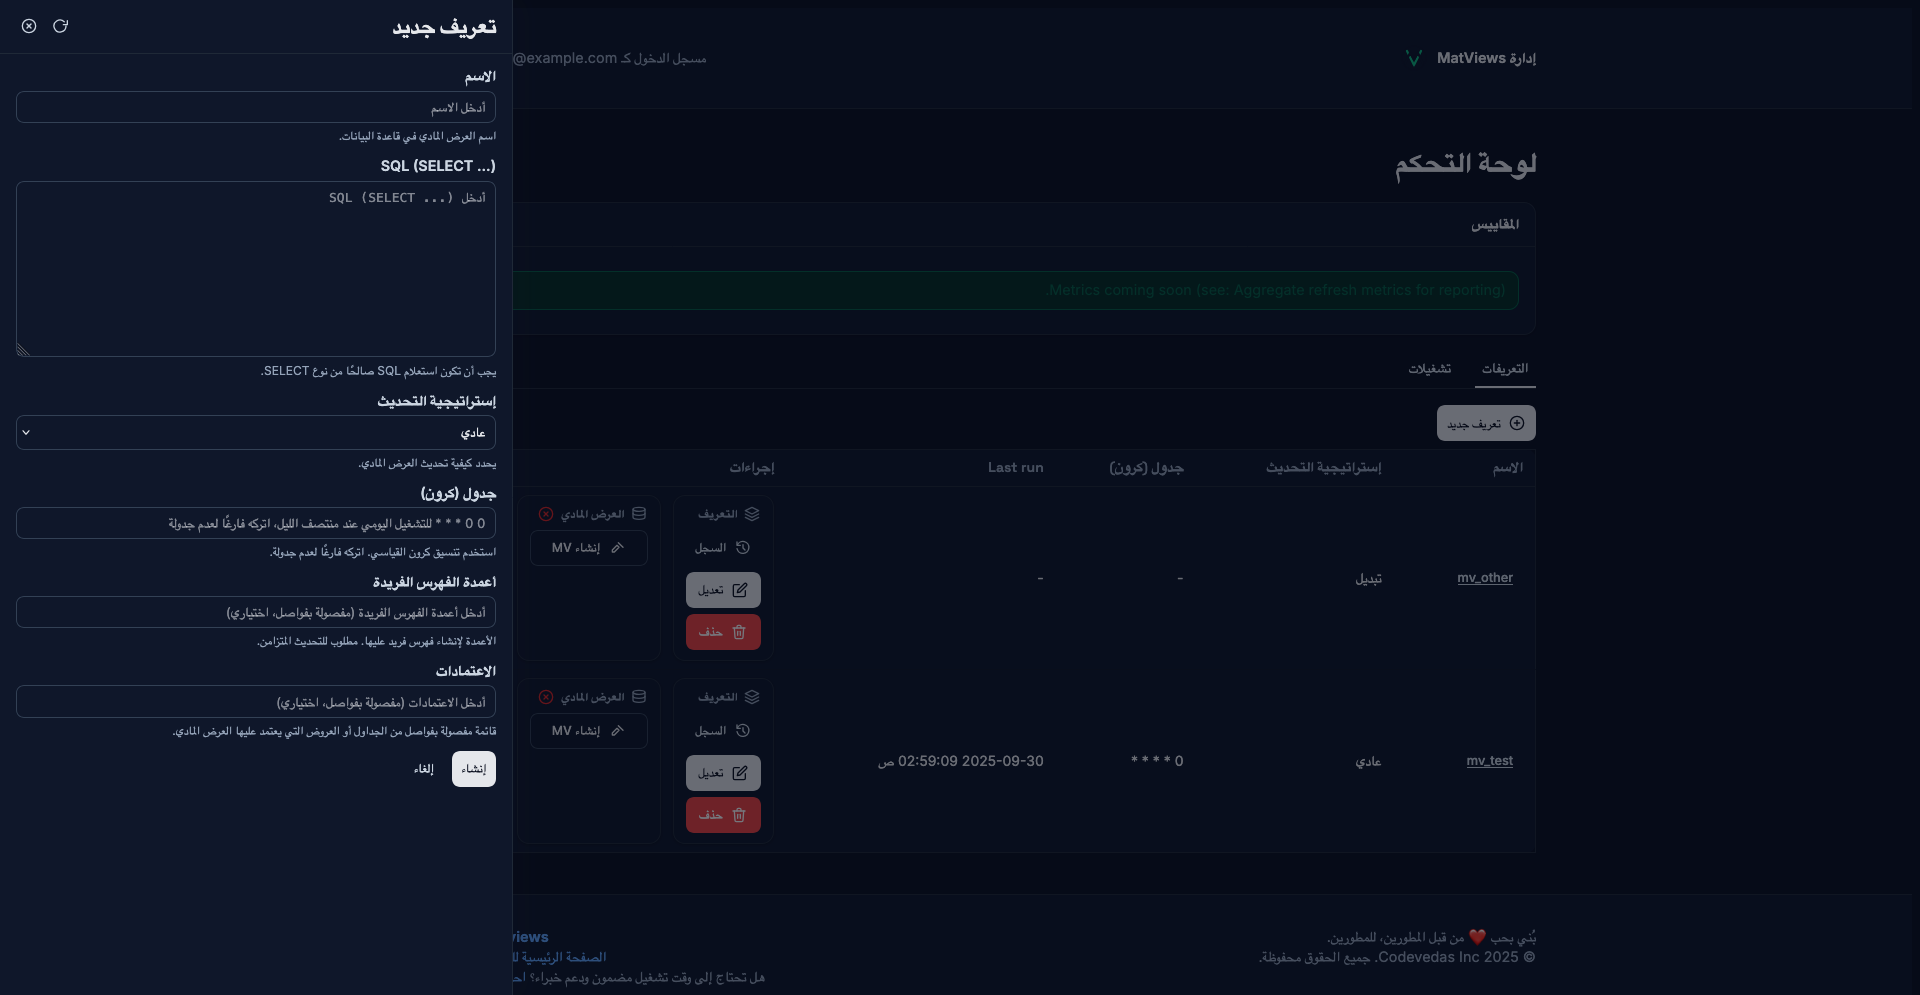 تعريف جديد
الاسم
أدخل الاسم
اسم العرض المادي في قاعدة البيانات.
SQL (SELECT ...)
أدخل SQL (SELECT ...)
يجب أن تكون استعلام SQL صالحًا من نوع SELECT.
إستراتيجية التحديث
عادي
يحدد كيفية تحديث العرض المادي.
جدول (كرون)
0 0 * * * للتشغيل اليومي عند منتصف الليل، اتركه فارغًا لعدم جدولة
استخدم تنسيق كرون القياسي. اتركه فارغًا لعدم جدولة.
أعمدة الفهرس الفريدة
أدخل أعمدة الفهرس الفريدة (مفصولة بفواصل، اختياري)
الأعمدة لإنشاء فهرس فريد عليها. مطلوب للتحديث المتزامن.
الاعتمادات
أدخل الاعتمادات (مفصولة بفواصل، اختياري)
قائمة مفصولة بفواصل من الجداول أو العروض التي يعتمد عليها العرض المادي.
إنشاء إلغاء
إدارة MatViews
مسجل الدخول كـ @example.com
لوحة التحكم
المقاييس
Metrics coming soon (see: Aggregate refresh metrics for reporting).
التعريفات تشغيلات
تعريف جديد
الاسم إستراتيجية التحديث جدول (كرون) Last run إجراءات
mv_other تبديل - -
التعريف
السجل
تعديل
حذف
العرض المادي
إنشاء MV
mv_test عادي 0 * * * * 2025-09-30 02:59:09 ص
التعريف
السجل
تعديل
حذف
العرض المادي
إنشاء MV
بُني بحب ❤️ من قبل المطورين، للمطورين.
© 2025 Codevedas Inc. جميع الحقوق محفوظة.
views
الصفحة الرئيسية
هل تحتاج إلى وقت تشغيل مضمون ودعم خبراء؟